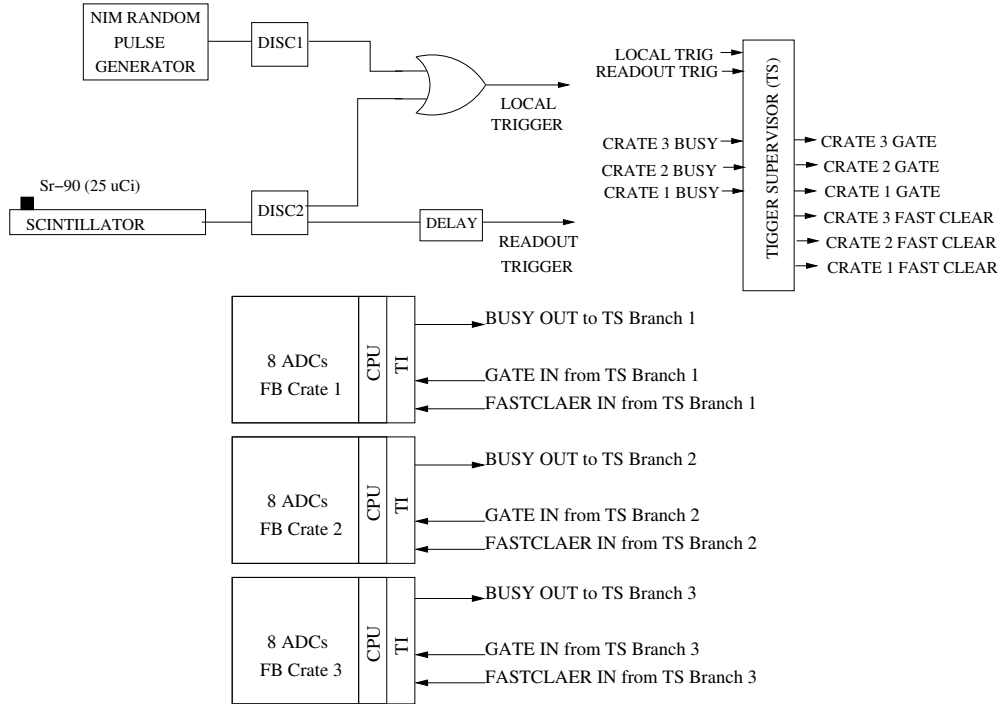 NIM RANDOM
PULSE
GENERATOR
DISC1
LOCAL
TRIGGER
Sr−90 (25 uCi)
SCINTILLATOR
DISC2
DELAY
READOUT
TRIGGER
LOCAL TRIG
READOUT TRIG
CRATE 3 BUSY
CRATE 2 BUSY
CRATE 1 BUSY
TIGGER SUPERVISOR (TS)
CRATE 3 GATE
CRATE 2 GATE
CRATE 1 GATE
CRATE 3 FAST CLEAR
CRATE 2 FAST CLEAR
CRATE 1 FAST CLEAR
8 ADCs
FB Crate 1
CPU
TI
BUSY OUT to TS Branch 1
GATE IN from TS Branch 1
FASTCLAER IN from TS Branch 1
8 ADCs
FB Crate 2
CPU
TI
BUSY OUT to TS Branch 2
GATE IN from TS Branch 2
FASTCLAER IN from TS Branch 2
8 ADCs
FB Crate 3
CPU
TI
BUSY OUT to TS Branch 3
GATE IN from TS Branch 3
FASTCLAER IN from TS Branch 3